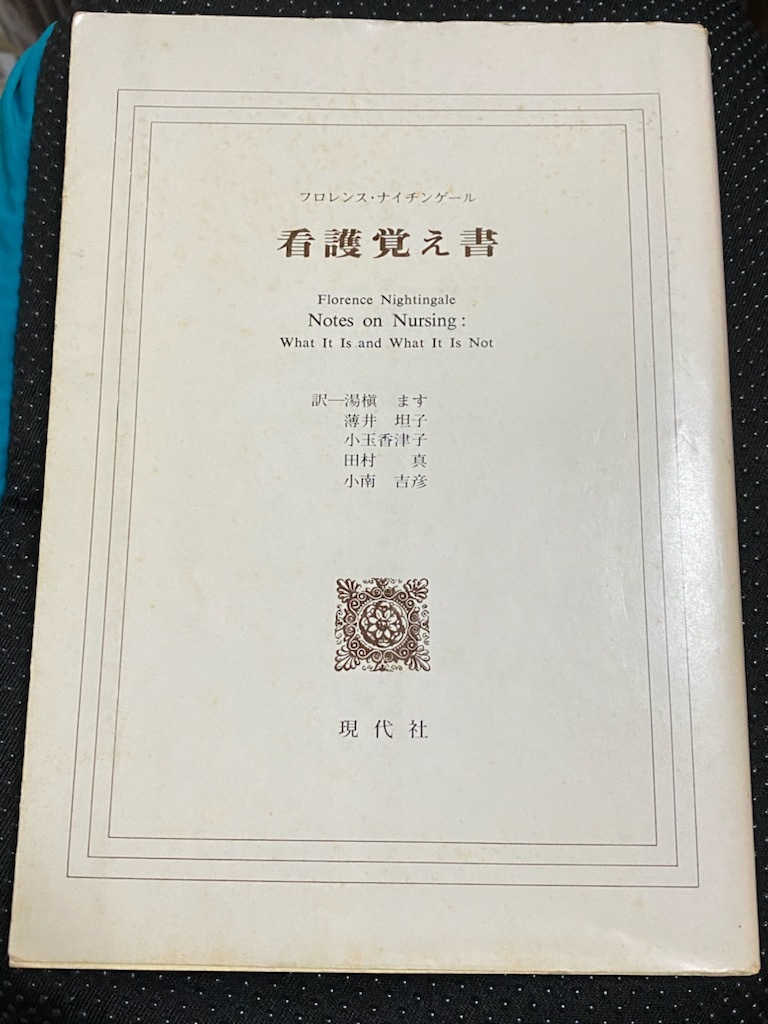 フロレンス・ナイチンゲール
看護覚え書
Florence Nightingale
Notes on Nursing:
What It Is and What It Is Not
訳—湯槇　ます
薄井　坦子
小玉香津子
田村　　真
小南　吉彦
現代社